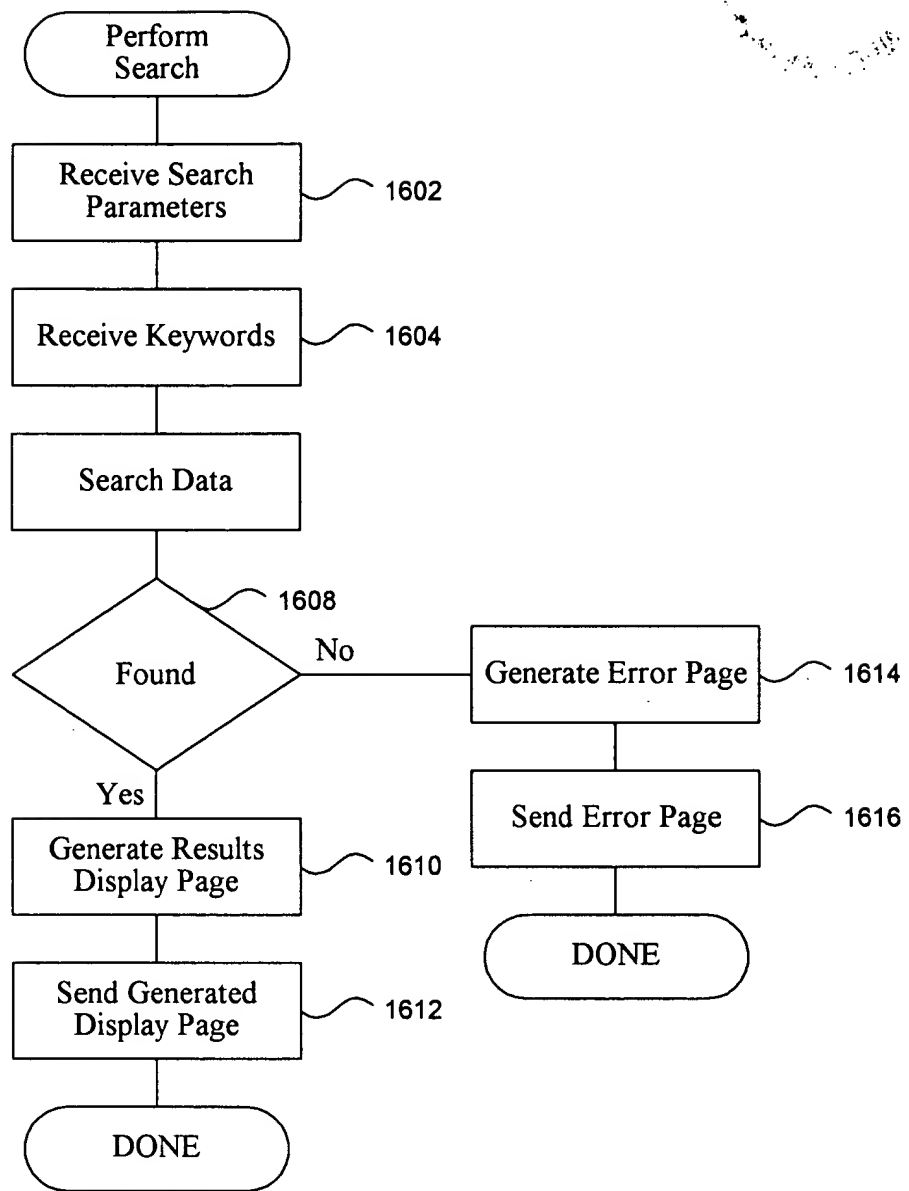 Perform
Search
Receive Search
Parameters
1602
Receive Keywords
1604
Search Data
1608
Found
No
Generate Error Page
1614
Yes
Send Error Page
1616
Generate Results
Display Page
1610
DONE
Send Generated
Display Page
1612
DONE